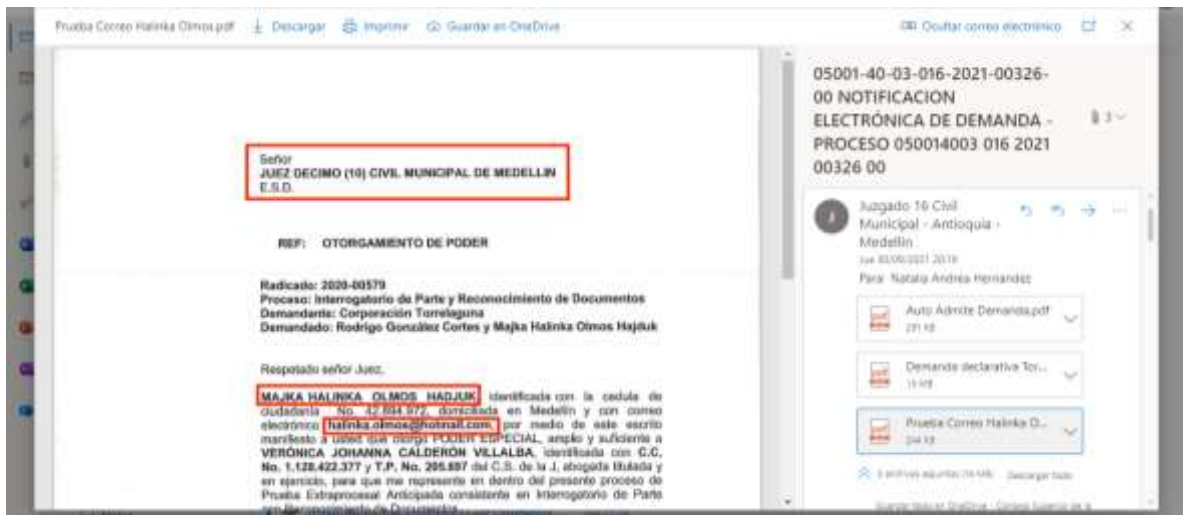 Prueba Correo Halinka Olmos.pdf Descargar Imprimir Guardar en OneDrive Ocultar correo electrónico
Señor
JUEZ DECIMO (10) CIVIL MUNICIPAL DE MEDELLIN
E.S.D.
REF: OTORGAMIENTO DE PODER
Radicado: 2020-00579
Proceso: Interrogatorio de Parte y Reconocimiento de Documentos
Demandante: Corporación Torrelaguna
Demandado: Rodrigo González Cortes y Majka Halinka Olmos Hajduk
Respetado señor Juez,
MAJKA HALINKA OLMOS HADJUK, identificada con la cedula de
ciudadanía No. 42.894.972, domiciliada en Medellín y con correo
electrónico halinka.olmos@hotmail.com, por medio de este escrito
manifiesto a usted que otorgo PODER ESPECIAL, amplio y suficiente a
VERÓNICA JOHANNA CALDERÓN VILLALBA, identificada con C.C,
No. 1.128.422.377 y T.P. No. 205.697 del C.S. de la J, abogada titulada y
en ejercicio, para que me represente en dentro del presente proceso de
Prueba Extraprocesal Anticipada consistente en Interrogatorio de Parte
con Reconocimiento de Documentos
05001-40-03-016-2021-00326-
00 NOTIFICACION
ELECTRÓNICA DE DEMANDA -
PROCESO 050014003 016 2021
00326 00
3
J
Juzgado 16 Civil
Municipal - Antioquia -
Medellin
Para: Natalia Andrea Hernandez
Auto Admite Demanda.pdf
Demanda declarativa Tor...
Prueba Correo Halinka O...
Descargar todo